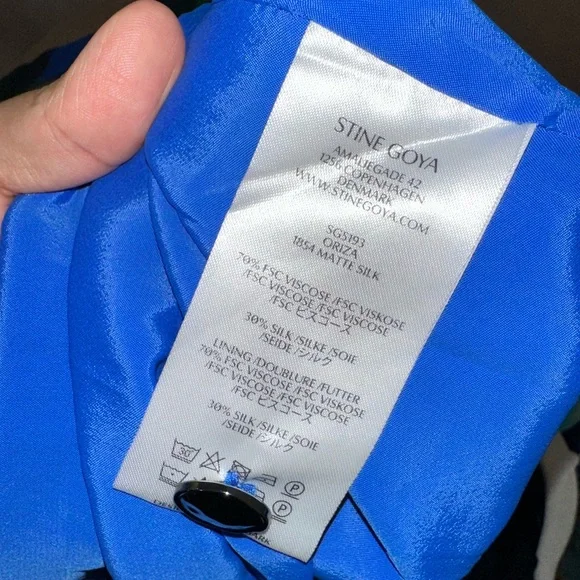 STINE GOYA
AMALIEGADE 42
COPENHAGEN
DENMARK
WWW.STINEGOYA.COM
SG5193
ORIZA
1854 MATTE SILK
70% FSC VISCOSE /FSC VISKOSE
/FSC VISCOSE /FSC VISCOSE
/FSC ビスコース
30% SILK /SILKE /SOIE
/SEIDE /シルク
LINING /DOUBLURE /FUTTER
70% FSC VISCOSE /FSC VISKOSE
/FSC VISCOSE /FSC VISCOSE
/FSC ビスコース
30% SILK /SILKE /SOIE
/SEIDE /シルク
30
P
P